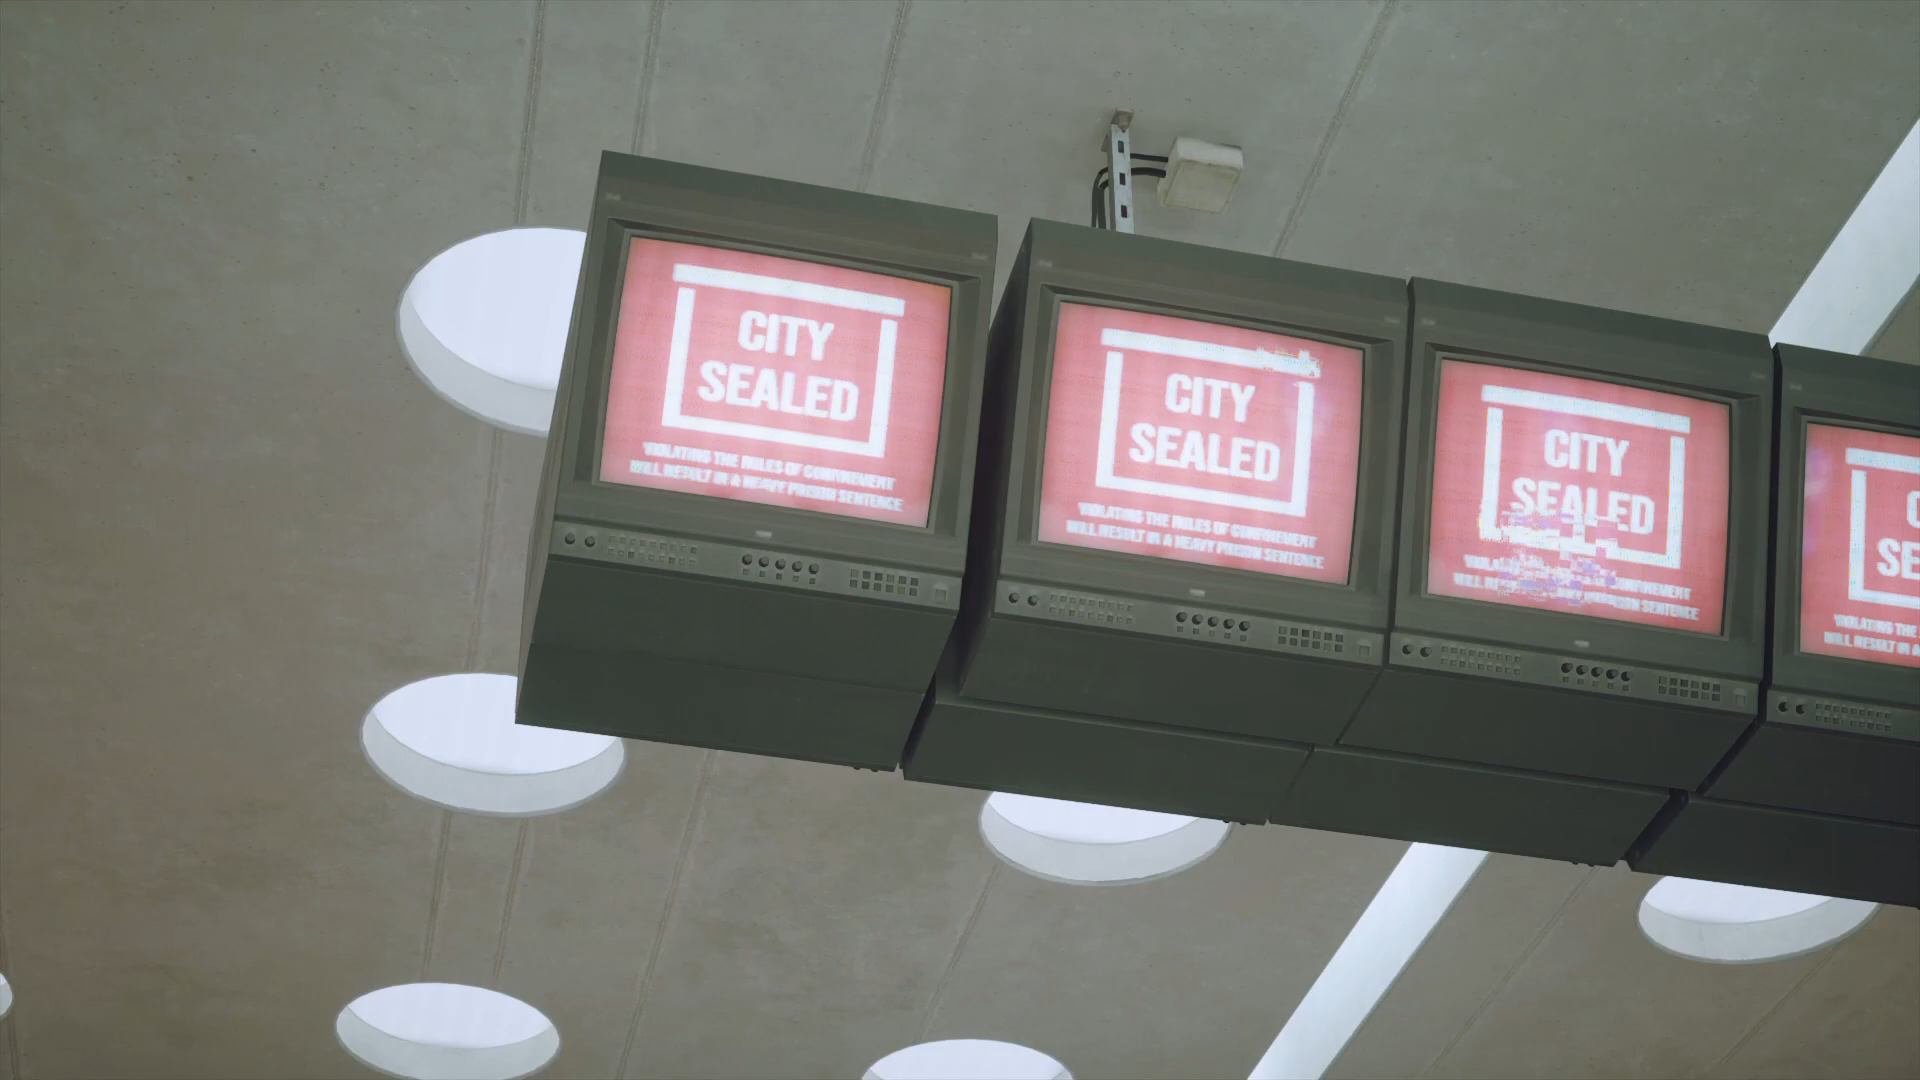 CITY
SEALED
VIOLATING THE RULES OF CONFINEMENT
WILL RESULT IN A HEAVY PRISON SENTENCE
CITY
SEALED
VIOLATING THE RULES OF CONFINEMENT
WILL RESULT IN A HEAVY PRISON SENTENCE
CITY
SEALED
CONFINEMENT
PRISON SENTENCE
VIOLATING THE
WILL RESULT IN A